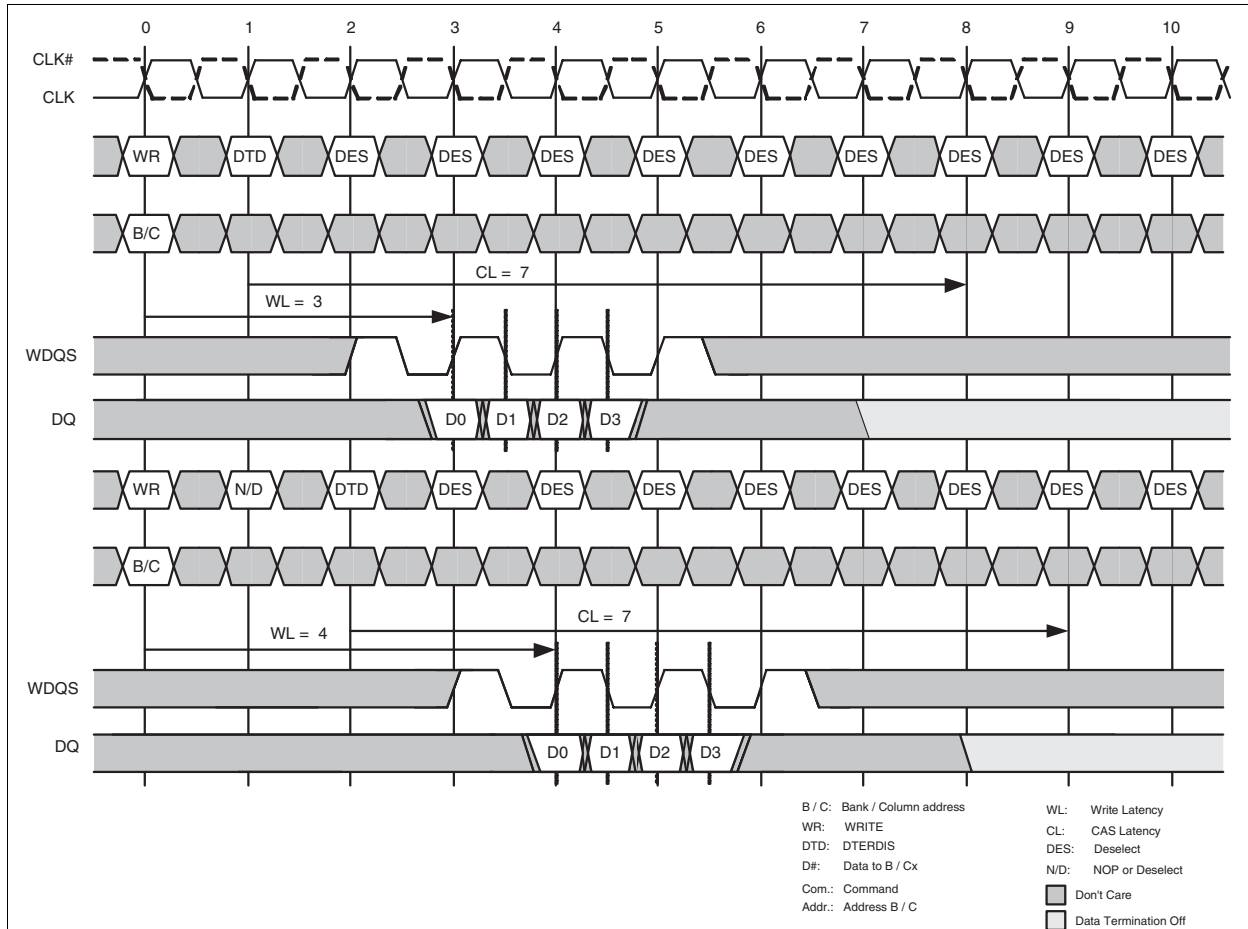 0 1 2 3 4 5 6 7 8 9 10
CLK#
CLK
WR DTD DES DES DES DES DES DES DES DES DES
B/C
CL = 7
WL = 3
WDQS
DQ D0 D1 D2 D3
WR N/D DTD DES DES DES DES DES DES DES DES
B/C
CL = 7
WL = 4
WDQS
DQ D0 D1 D2 D3
B / C: Bank / Column address
WR: WRITE
DTD: DTERDIS
D#: Data to B / Cx
Com.: Command
Addr.: Address B / C
WL: Write Latency
CL: CAS Latency
DES: Deselect
N/D: NOP or Deselect
Don't Care
Data Termination Off